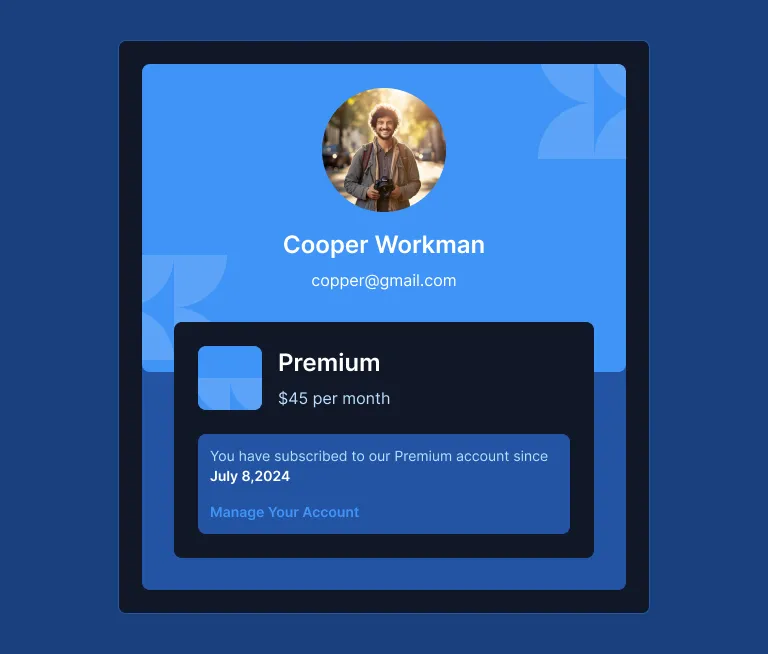 Cooper Workman
copper@gmail.com
Premium
$45 per month
You have subscribed to our Premium account since
July 8,2024
Manage Your Account